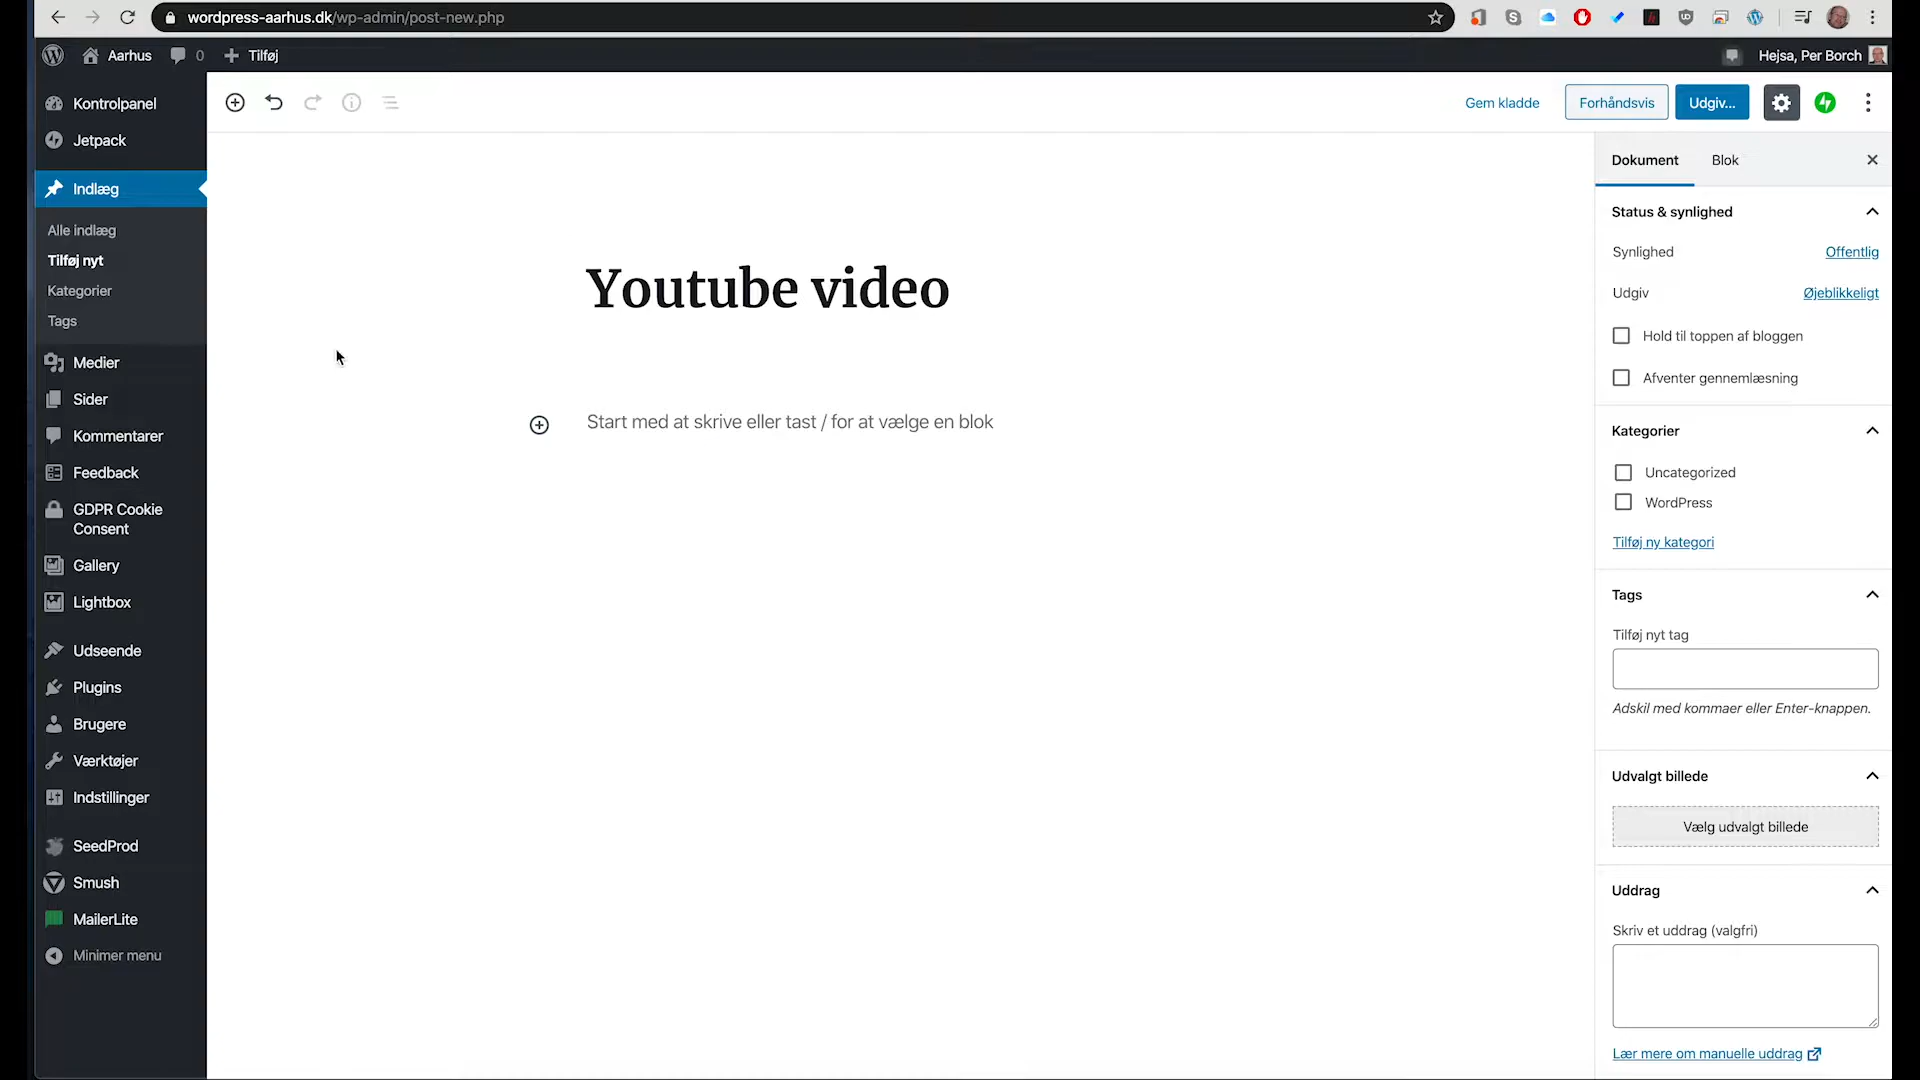 wordpress-aarhus.dk/wp-admin/post-new.php
Aarhus 0 Tilføj
Hejsa, Per Borch
Kontrolpanel
Jetpack
Indlæg
Alle indlæg
Tilføj nyt
Kategorier
Tags
Medier
Sider
Kommentarer
Feedback
GDPR Cookie
Consent
Gallery
Lightbox
Udseende
Plugins
Brugere
Værktøjer
Indstillinger
SeedProd
Smush
MailerLite
Minimer menu
Gem kladde Forhåndsvis Udgiv...
Youtube video
Start med at skrive eller tast / for at vælge en blok
Dokument Blok
Status & synlighed
Synlighed Offentlig
Udgiv Øjeblikkeligt
Hold til toppen af bloggen
Afventer gennemlæsning
Kategorier
Uncategorized
WordPress
Tilføj ny kategori
Tags
Tilføj nyt tag
Adskil med kommaer eller Enter-knappen.
Udvalgt billede
Vælg udvalgt billede
Uddrag
Skriv et uddrag (valgfri)
Lær mere om manuelle uddrag